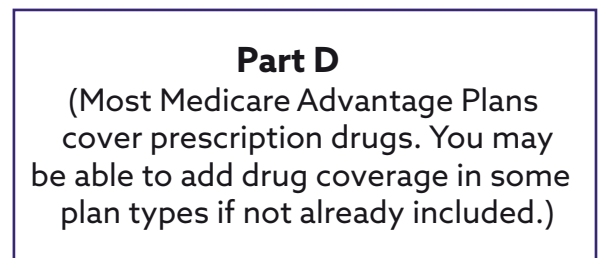 Part D
(Most Medicare Advantage Plans
cover prescription drugs. You may
be able to add drug coverage in some
plan types if not already included.)